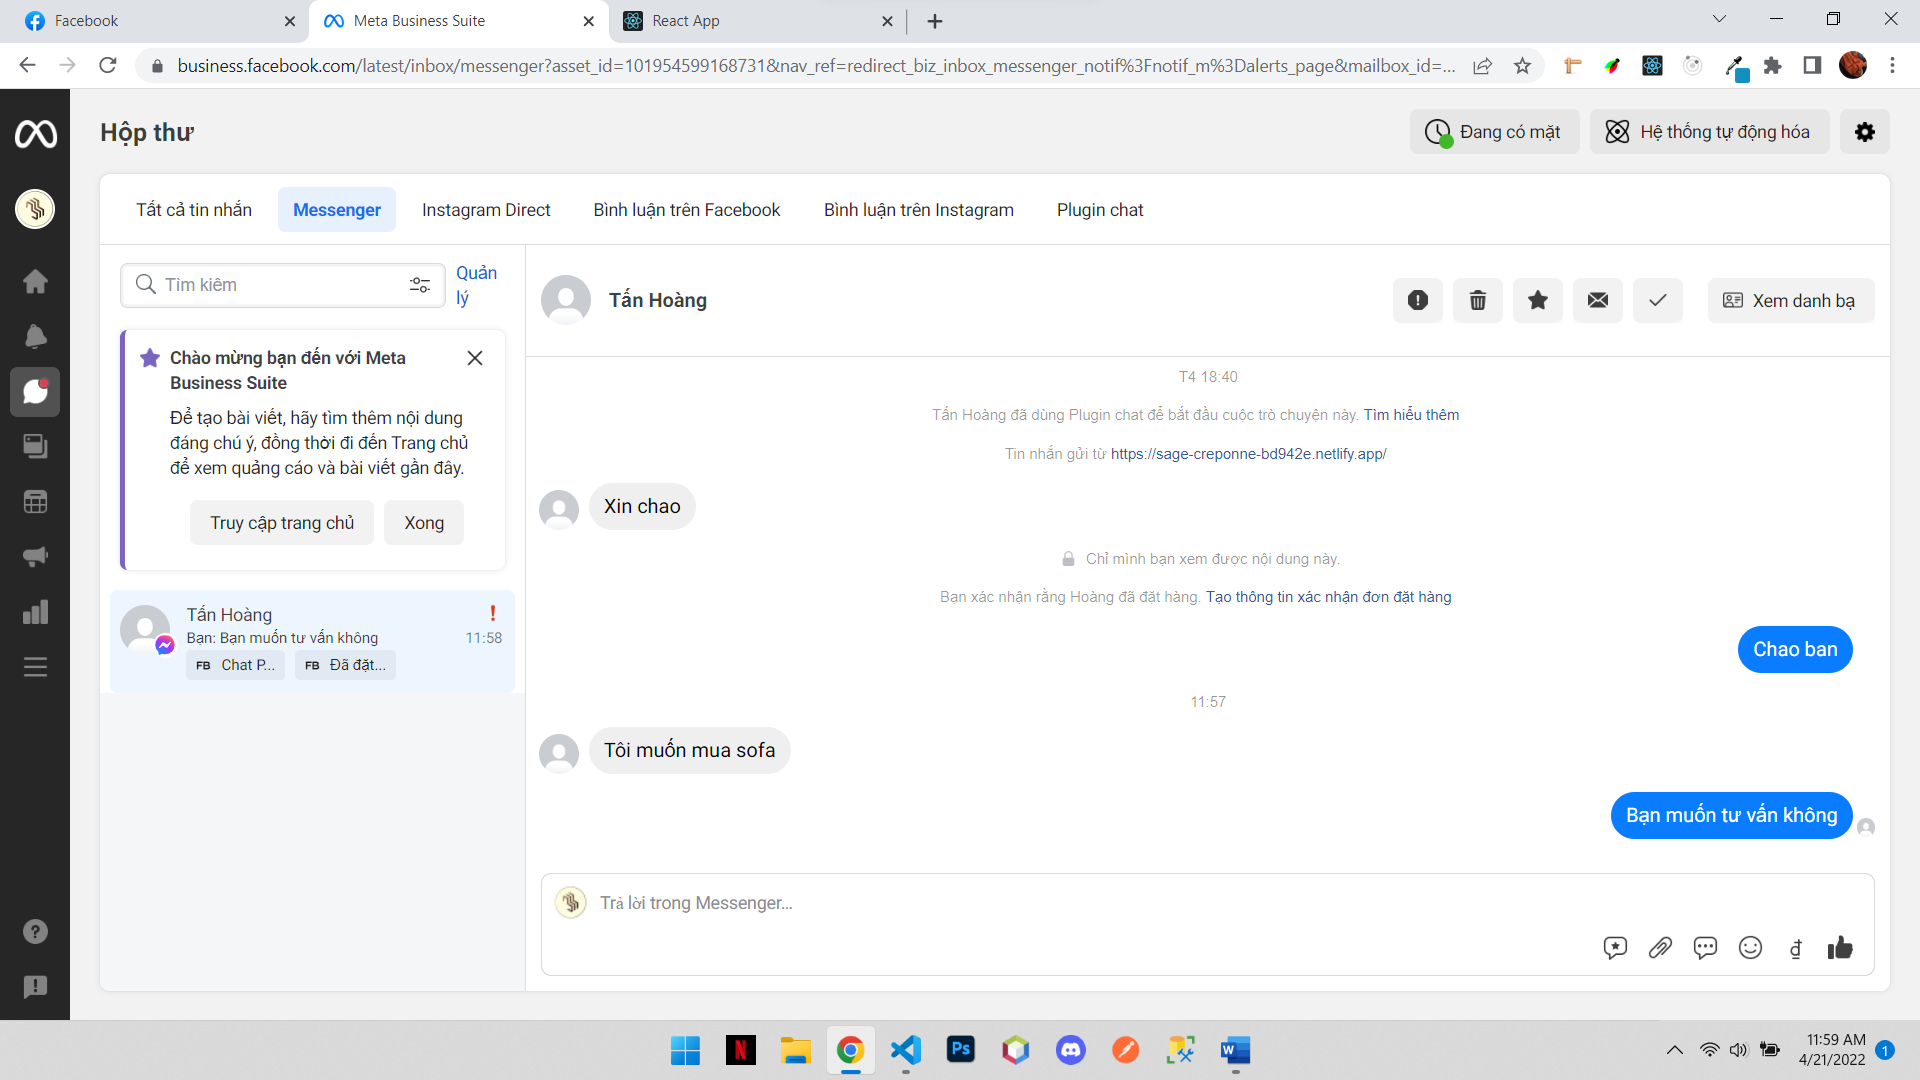 Facebook
Meta Business Suite
React App
business.facebook.com/latest/inbox/messenger?asset_id=101954599168731&nav_ref=redirect_biz_inbox_messenger_notif%3Fnotif_m%3Dalerts_page&mailbox_id=...
Hộp thư
Đang có mặt
Hệ thống tự động hóa
Tất cả tin nhắn
Messenger
Instagram Direct
Bình luận trên Facebook
Bình luận trên Instagram
Plugin chat
Tìm kiếm
Quản
lý
Tấn Hoàng
Xem danh bạ
Chào mừng bạn đến với Meta
Business Suite
Để tạo bài viết, hãy tìm thêm nội dung
đáng chú ý, đồng thời đi đến Trang chủ
để xem quảng cáo và bài viết gần đây.
Truy cập trang chủ
Xong
Tấn Hoàng
!
Bạn: Bạn muốn tư vấn không
11:58
FB Chat P...
FB Đã đặt...
T4 18:40
Tấn Hoàng đã dùng Plugin chat để bắt đầu cuộc trò chuyện này. Tìm hiểu thêm
Tin nhắn gửi từ https://sage-creponne-bd942e.netlify.app/
Xin chao
Chỉ mình bạn xem được nội dung này.
Bạn xác nhận rằng Hoàng đã đặt hàng. Tạo thông tin xác nhận đơn đặt hàng
Chao ban
11:57
Tôi muốn mua sofa
Bạn muốn tư vấn không
Trả lời trong Messenger...
₫
N
Ps
W
11:59 AM
4/21/2022
1